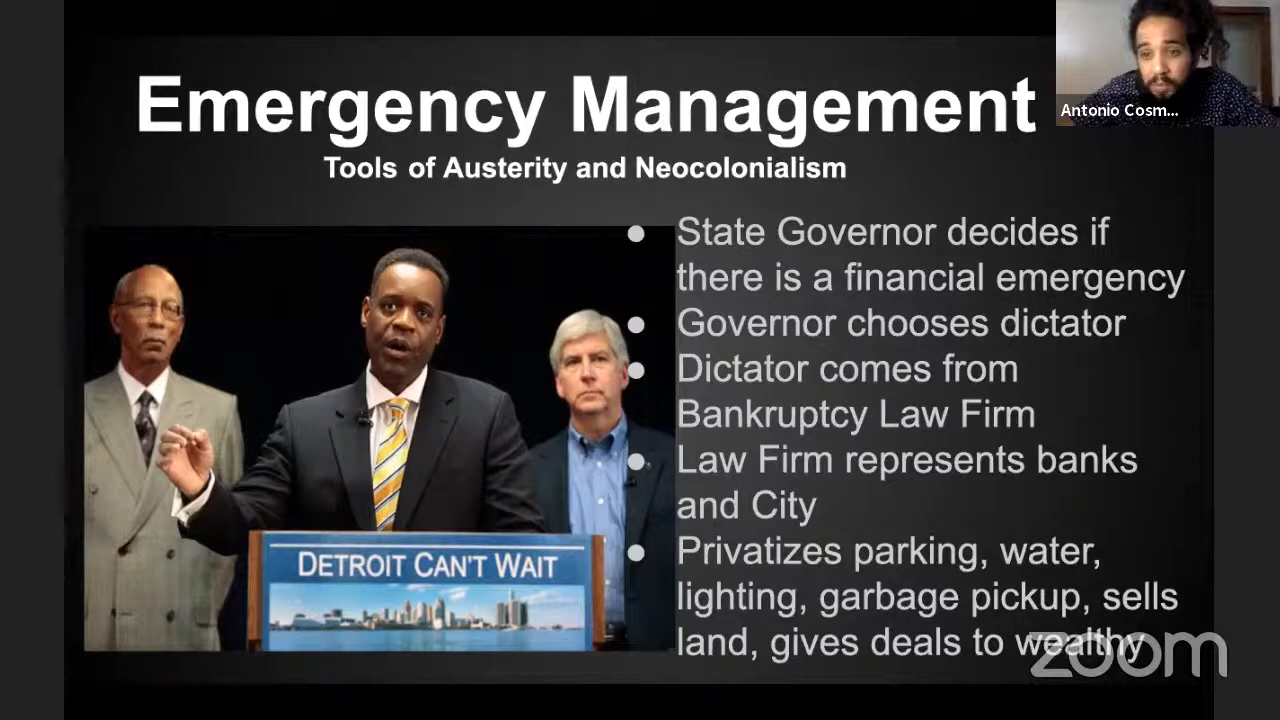 Emergency Management
Tools of Austerity and Neocolonialism
Antonio Cosm...
• State Governor decides if
there is a financial emergency
• Governor chooses dictator
• Dictator comes from
Bankruptcy Law Firm
• Law Firm represents banks
and City
• Privatizes parking, water,
lighting, garbage pickup, sells
land, gives deals to wealthy
DETROIT CAN'T WAIT
zoom